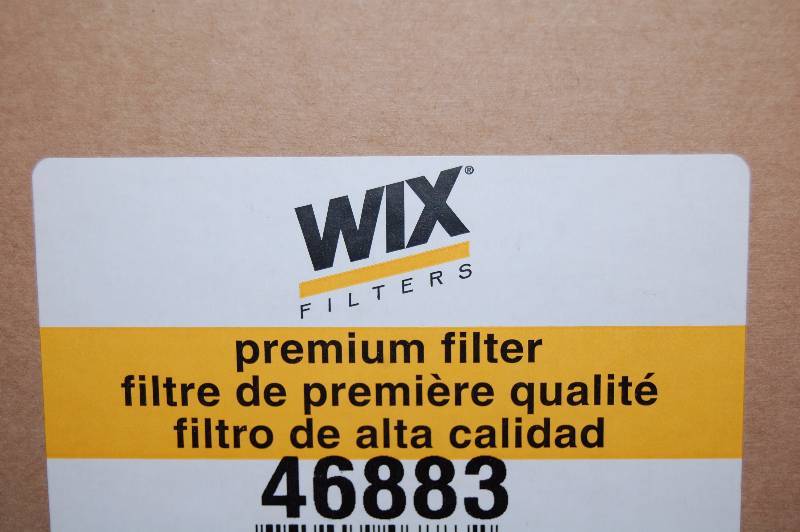 WIX®
FILTERS
premium filter
filtre de première qualité
filtro de alta calidad
46883